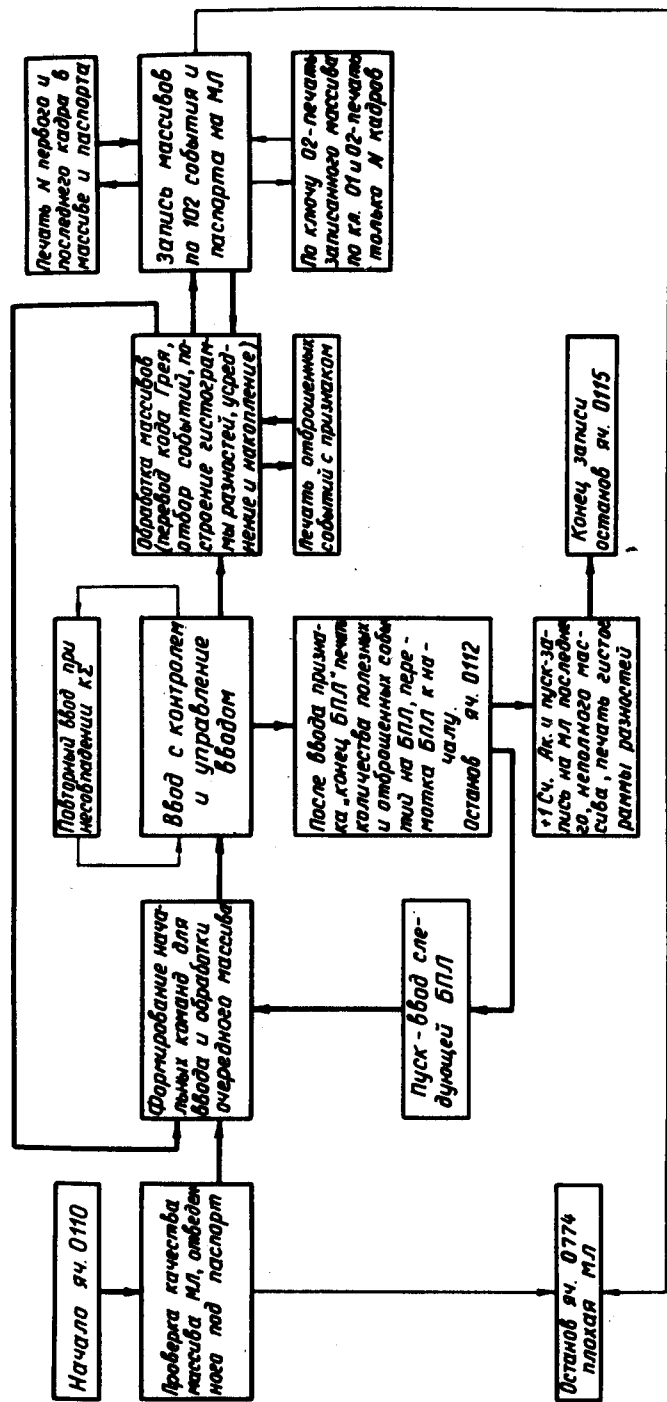 Начало яч. 0110
Проверка качества
массива МЛ, отведен
ного под паспорт
Останов яч. 0774
плохая МЛ
Формирование нача-
льных команд для
ввода и обработки
очередного массива
Пуск-ввод сле-
дующей БПЛ
Повторный ввод при
несовпадении кΣ
Ввод с контролем
и управление
вводом
После ввода призна-
ка „конец БПЛ" печать
количества полезных
и отброшенных собы
тий на БПЛ, пере-
мотка БПЛ к на-
чалу.
Останов яч. 0112
+1 Сч. Ак. и пуск-за-
пись на МЛ последне
го, неполного мас-
сива, печать гистог
раммы разностей
Конец записи
останов яч. 0115
Обработка массивов
(перевод кода Грея,
отбор событий, по-
строение гистограм
мы разностей, усред-
нение и накопление)
Печать отброшенных
событий с признаком
Печать N первого и
последнего кадра в
массиве и паспорта
Запись массивов
по 102 события и
паспорта на МЛ
По ключу 02-печать
записанного массива
по кл. 01 и 02-печать
только N кадров